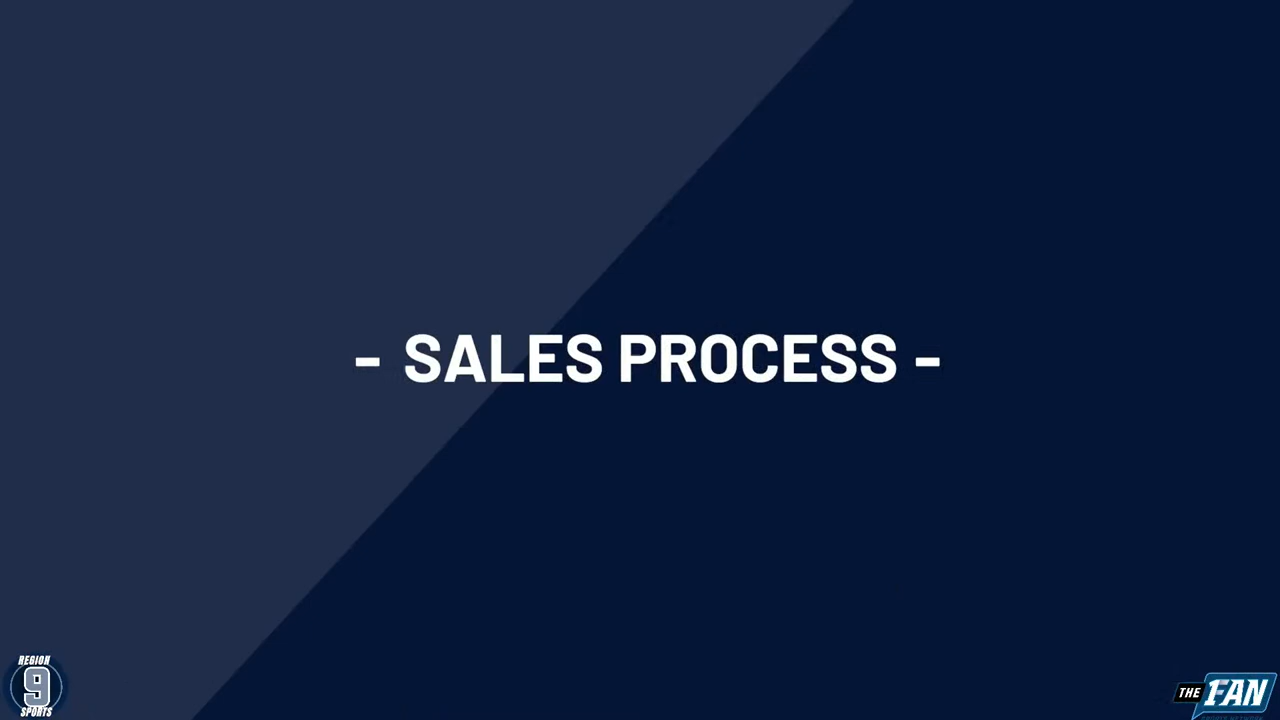 - SALES PROCESS -
REGION
9
SPORTS
THE FAN